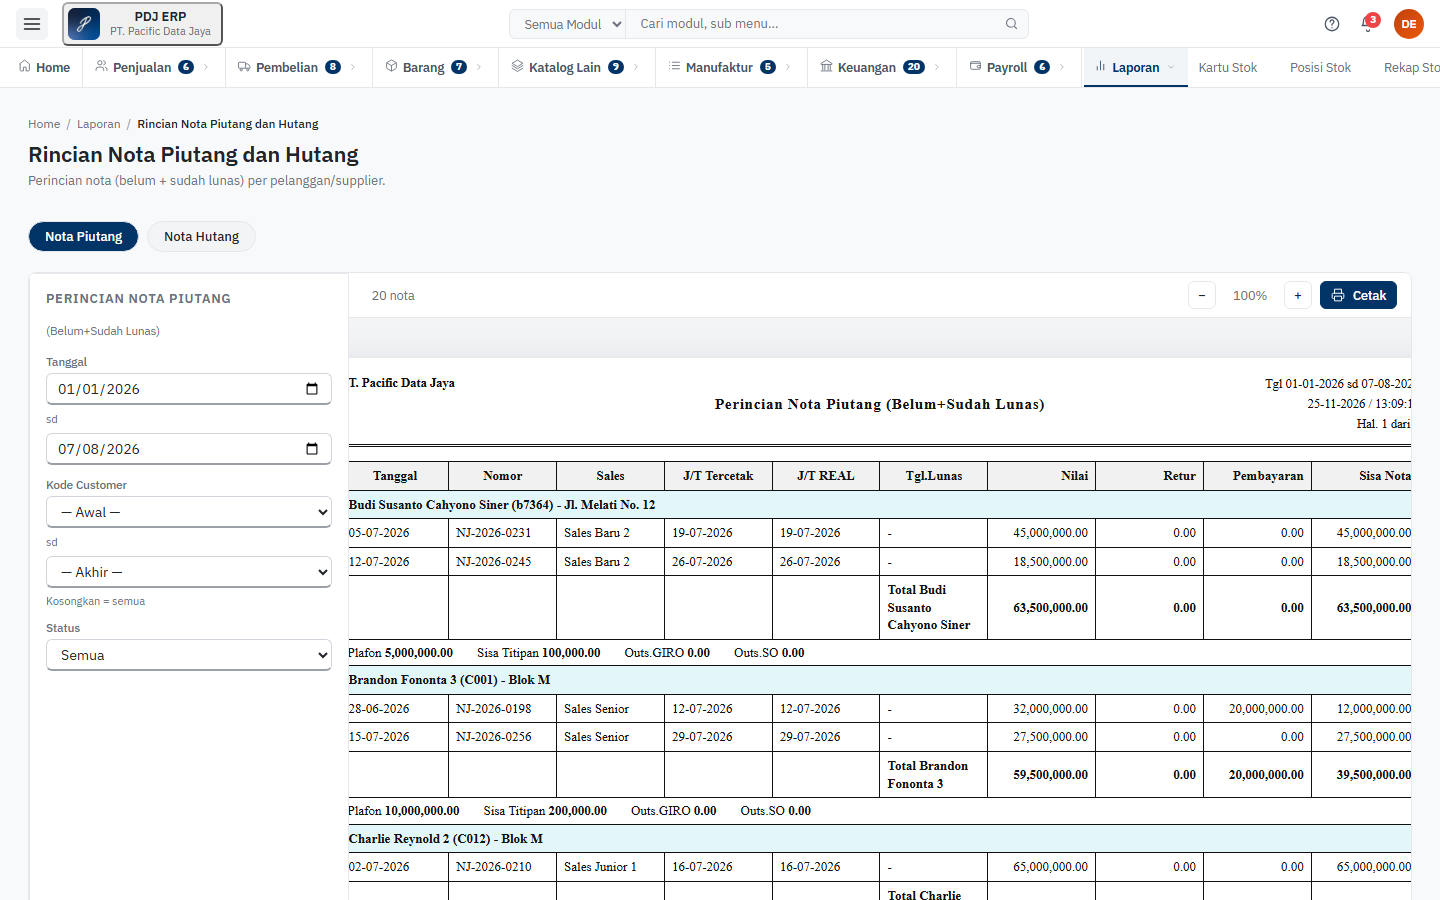 PDJ ERP
PT. Pacific Data Jaya
Semua Modul
Cari modul, sub menu...
3
DE
Home
Penjualan 6
Pembelian 8
Barang 7
Katalog Lain 9
Manufaktur 5
Keuangan 20
Payroll 6
Laporan
Kartu Stok
Posisi Stok
Rekap Sto
Home / Laporan / Rincian Nota Piutang dan Hutang
Rincian Nota Piutang dan Hutang
Perincian nota (belum + sudah lunas) per pelanggan/supplier.
Nota Piutang
Nota Hutang
PERINCIAN NOTA PIUTANG
(Belum+Sudah Lunas)
Tanggal
01/01/2026
sd
07/08/2026
Kode Customer
— Awal —
sd
— Akhir —
Kosongkan = semua
Status
Semua
20 nota
− 100% +
Cetak
T. Pacific Data Jaya
Tgl 01-01-2026 sd 07-08-202
Perincian Nota Piutang (Belum+Sudah Lunas)
25-11-2026 / 13:09:1
Hal. 1 dari
Tanggal Nomor Sales J/T Tercetak J/T REAL Tgl.Lunas Nilai Retur Pembayaran Sisa Nota
Budi Susanto Cahyono Siner (b7364) - Jl. Melati No. 12
05-07-2026 NJ-2026-0231 Sales Baru 2 19-07-2026 19-07-2026 - 45,000,000.00 0.00 0.00 45,000,000.00
12-07-2026 NJ-2026-0245 Sales Baru 2 26-07-2026 26-07-2026 - 18,500,000.00 0.00 0.00 18,500,000.00
Total Budi Susanto Cahyono Siner 63,500,000.00 0.00 0.00 63,500,000.00
Plafon 5,000,000.00 Sisa Titipan 100,000.00 Outs.GIRO 0.00 Outs.SO 0.00
Brandon Fononta 3 (C001) - Blok M
28-06-2026 NJ-2026-0198 Sales Senior 12-07-2026 12-07-2026 - 32,000,000.00 0.00 20,000,000.00 12,000,000.00
15-07-2026 NJ-2026-0256 Sales Senior 29-07-2026 29-07-2026 - 27,500,000.00 0.00 0.00 27,500,000.00
Total Brandon Fononta 3 59,500,000.00 0.00 20,000,000.00 39,500,000.00
Plafon 10,000,000.00 Sisa Titipan 200,000.00 Outs.GIRO 0.00 Outs.SO 0.00
Charlie Reynold 2 (C012) - Blok M
02-07-2026 NJ-2026-0210 Sales Junior 1 16-07-2026 16-07-2026 - 65,000,000.00 0.00 0.00 65,000,000.00
Total Charlie